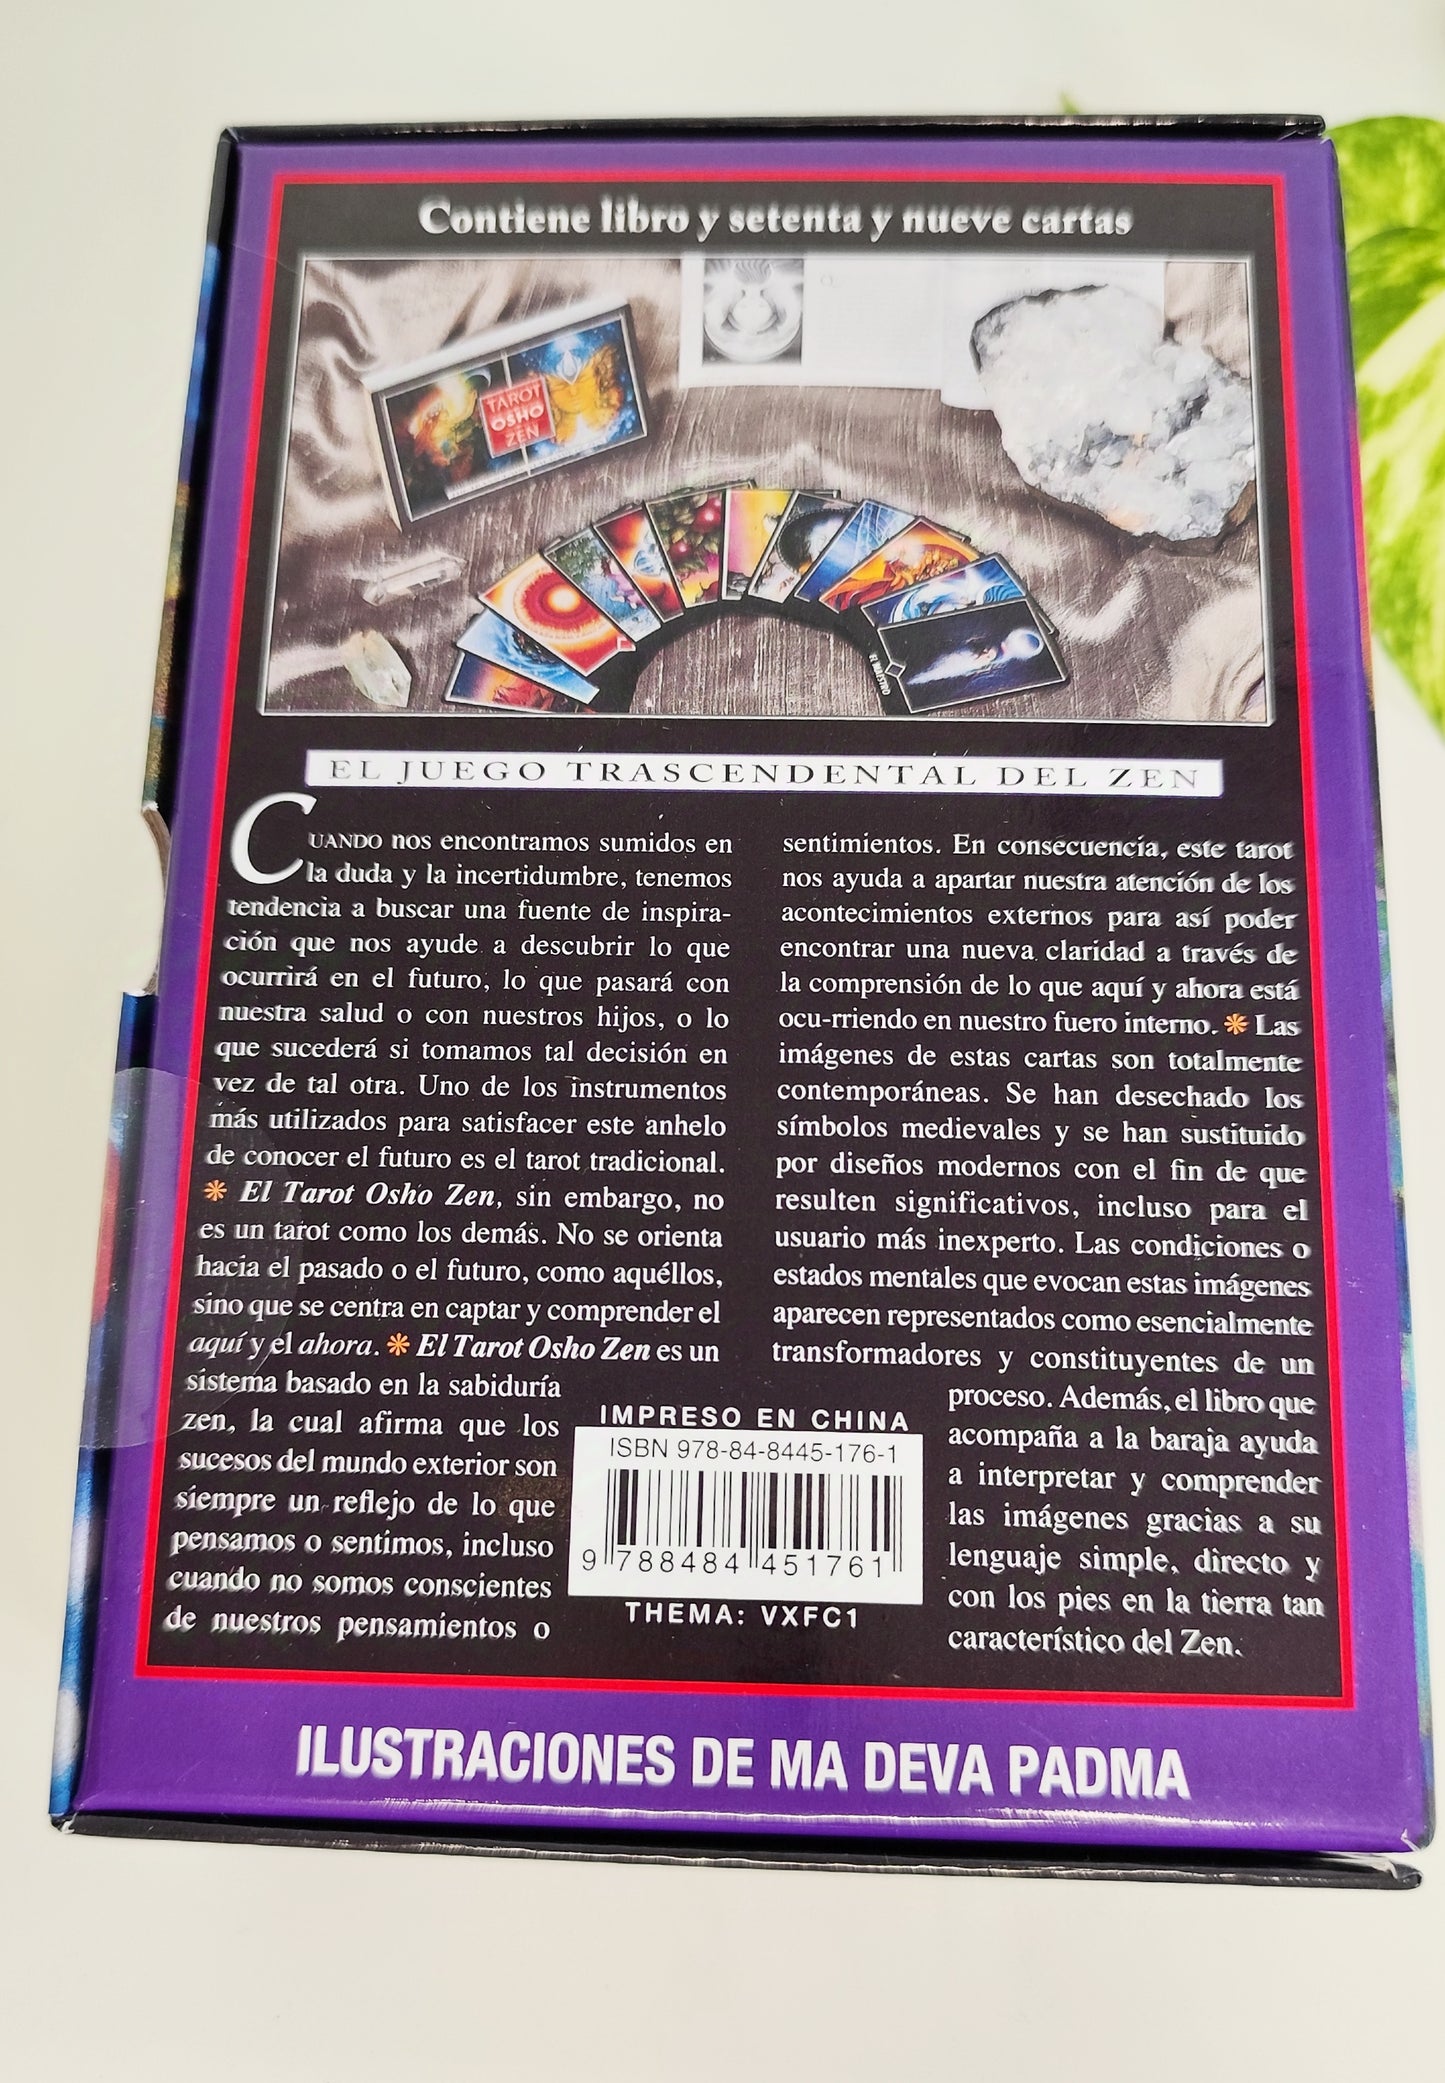 Contiene libro y setenta y nueve cartas
TAROT
OSHO
ZEN
EL MAESTRO
EL JUEGO TRASCENDENTAL DEL ZEN
CUANDO nos encontramos sumidos en
la duda y la incertidumbre, tenemos
tendencia a buscar una fuente de inspira-
ción que nos ayude a descubrir lo que
ocurrirá en el futuro, lo que pasará con
nuestra salud o con nuestros hijos, o lo
que sucederá si tomamos tal decisión en
vez de tal otra. Uno de los instrumentos
más utilizados para satisfacer este anhelo
de conocer el futuro es el tarot tradicional.
❋ El Tarot Osho Zen, sin embargo, no
es un tarot como los demás. No se orienta
hacia el pasado o el futuro, como aquéllos,
sino que se centra en captar y comprender el
aquí y el ahora. ❋ El Tarot Osho Zen es un
sistema basado en la sabiduría
zen, la cual afirma que los
sucesos del mundo exterior son
siempre un reflejo de lo que
pensamos o sentimos, incluso
cuando no somos conscientes
de nuestros pensamientos o
sentimientos. En consecuencia, este tarot
nos ayuda a apartar nuestra atención de los
acontecimientos externos para así poder
encontrar una nueva claridad a través de
la comprensión de lo que aquí y ahora está
ocu-rriendo en nuestro fuero interno. ❋ Las
imágenes de estas cartas son totalmente
contemporáneas. Se han desechado los
símbolos medievales y se han sustituido
por diseños modernos con el fin de que
resulten significativos, incluso para el
usuario más inexperto. Las condiciones o
estados mentales que evocan estas imágenes
aparecen representados como esencialmente
transformadores y constituyentes de un
proceso. Además, el libro que
acompaña a la baraja ayuda
a interpretar y comprender
las imágenes gracias a su
lenguaje simple, directo y
con los pies en la tierra tan
característico del Zen.
IMPRESO EN CHINA
ISBN 978-84-8445-176-1
9 788484 451761
THEMA: VXFC1
ILUSTRACIONES DE MA DEVA PADMA